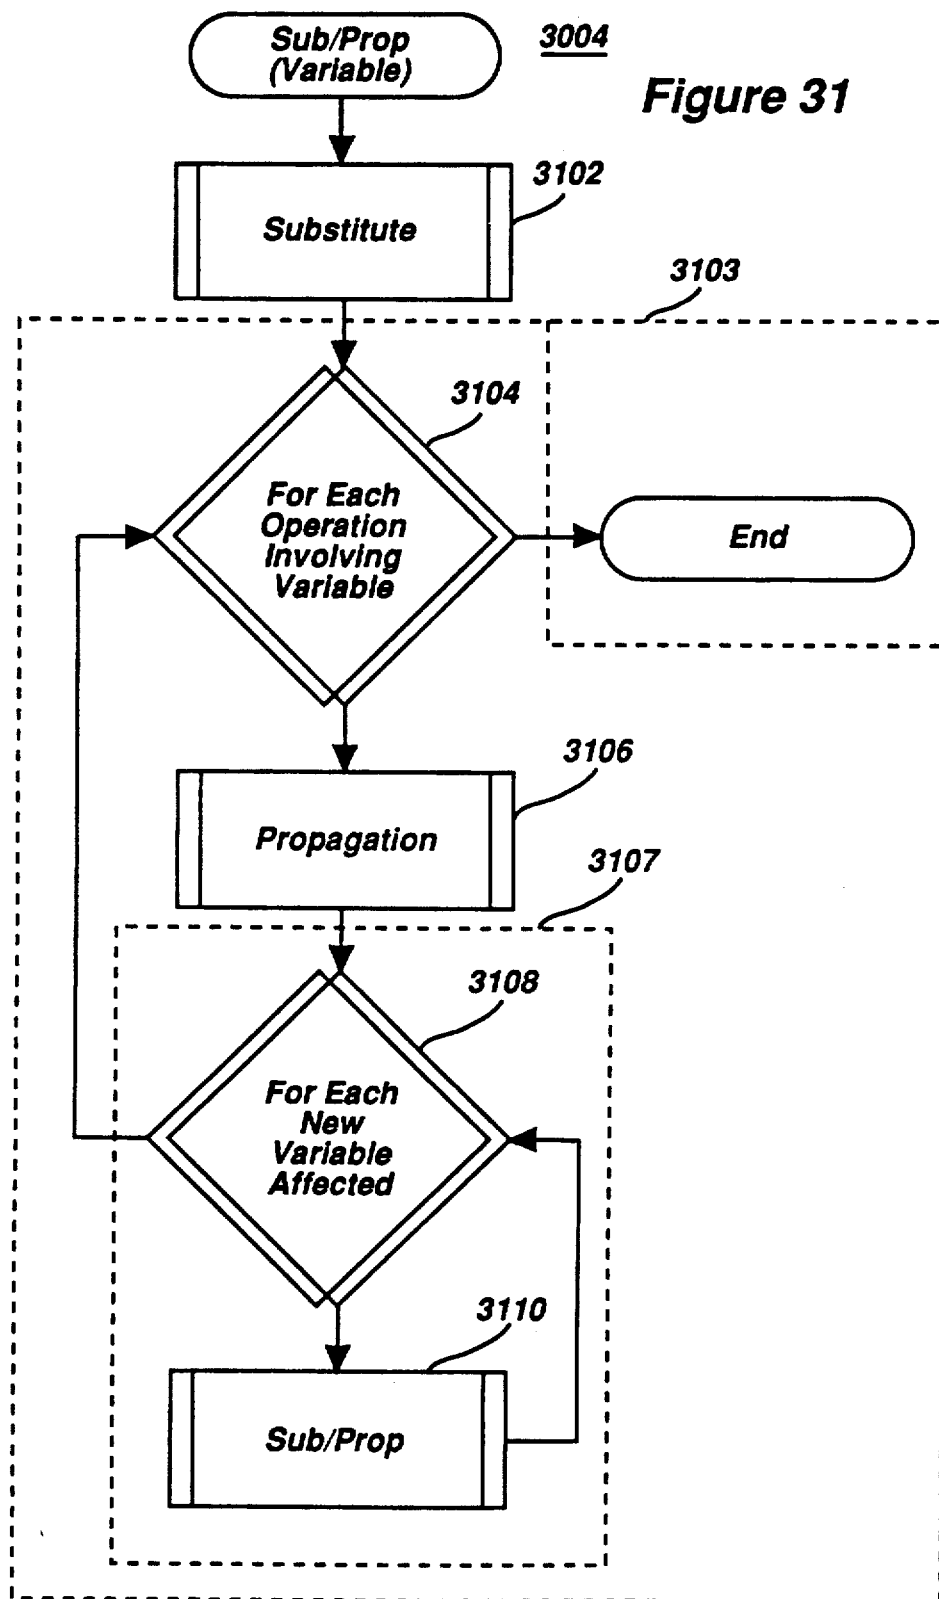 Sub/Prop
(Variable)
3004
Figure 31
3102
Substitute
3103
3104
For Each
Operation
Involving
Variable
End
3106
Propagation
3107
3108
For Each
New
Variable
Affected
3110
Sub/Prop